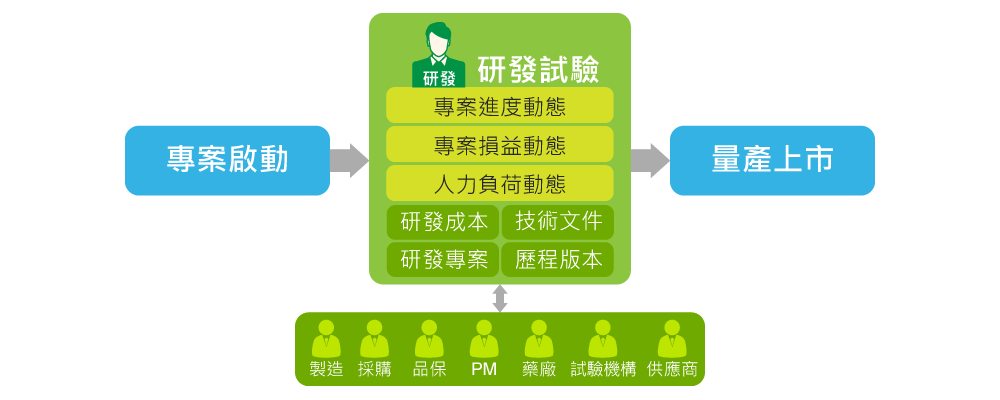 專案啟動
研發
研發試驗
專案進度動態
專案損益動態
人力負荷動態
研發成本
技術文件
研發專案
歷程版本
量產上市
製造
採購
品保
PM
藥廠
試驗機構
供應商